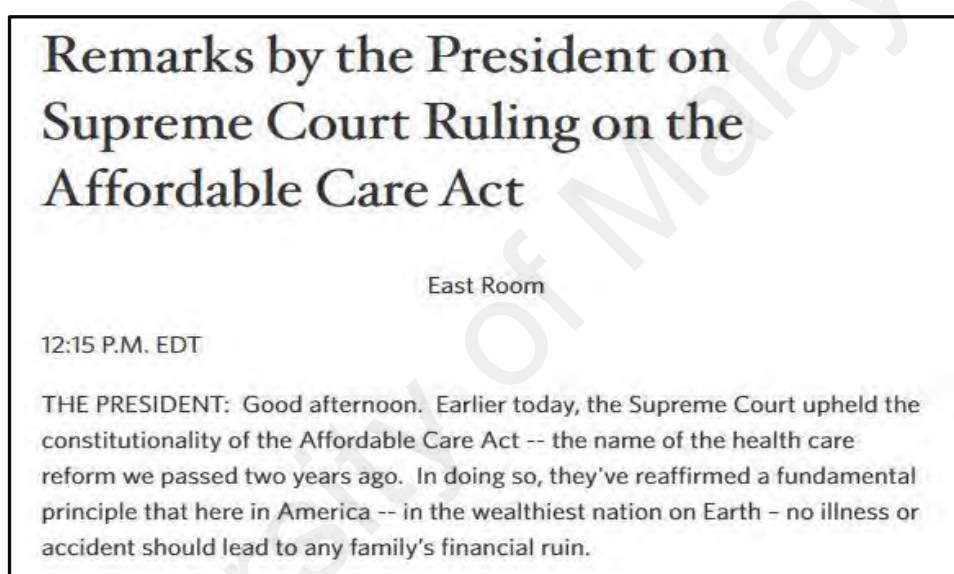 Remarks by the President on
Supreme Court Ruling on the
Affordable Care Act
East Room
12:15 P.M. EDT
THE PRESIDENT:  Good afternoon.  Earlier today, the Supreme Court upheld the
constitutionality of the Affordable Care Act -- the name of the health care
reform we passed two years ago.  In doing so, they've reaffirmed a fundamental
principle that here in America -- in the wealthiest nation on Earth – no illness or
accident should lead to any family's financial ruin.
sity of Malay